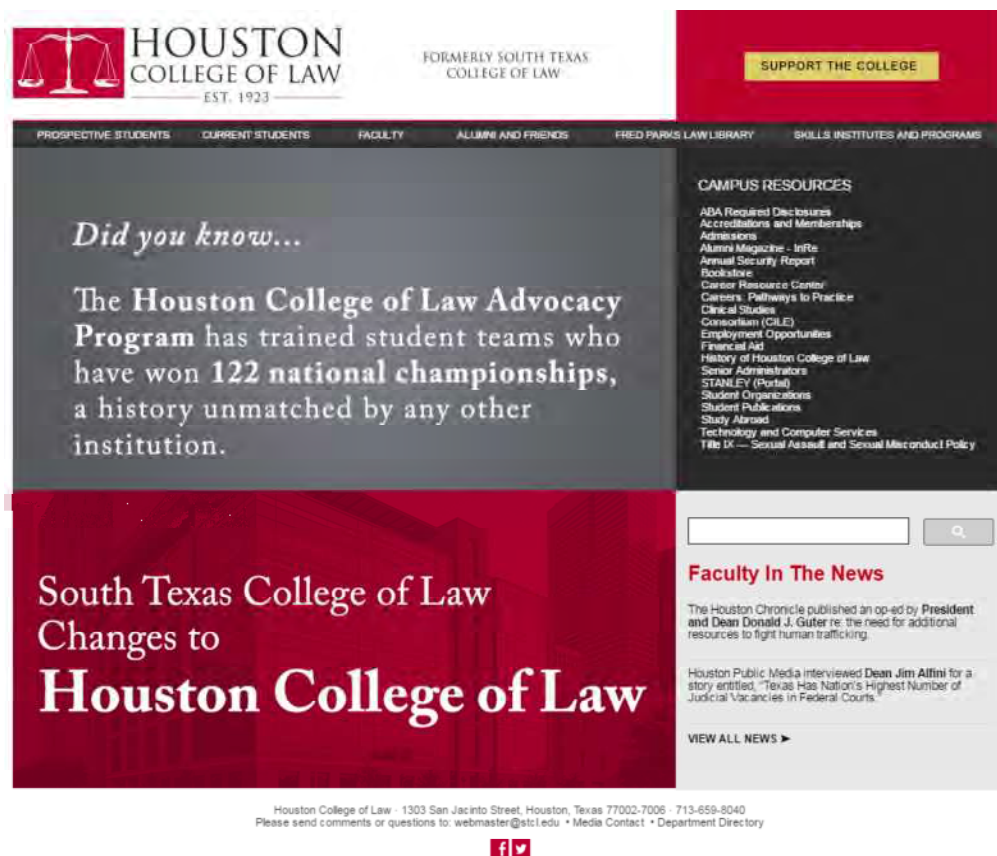 HOUSTON
COLLEGE OF LAW
EST. 1923
FORMERLY SOUTH TEXAS
COLLEGE OF LAW
SUPPORT THE COLLEGE
PROSPECTIVE STUDENTS CURRENT STUDENTS FACULTY ALUMNI AND FRIENDS FRED PARKS LAW LIBRARY SKILLS INSTITUTES AND PROGRAMS
Did you know...
The Houston College of Law Advocacy
Program has trained student teams who
have won 122 national championships,
a history unmatched by any other
institution.
CAMPUS RESOURCES
ABA Required Disclosures
Accreditations and Memberships
Admissions
Alumni Magazine - InRe
Annual Security Report
Bookstore
Career Resource Center
Careers: Pathways to Practice
Clinical Studies
Consortium (CILE)
Employment Opportunities
Financial Aid
History of Houston College of Law
Senior Administrators
STANLEY (Portal)
Student Organizations
Student Publications
Study Abroad
Technology and Computer Services
Title IX — Sexual Assault and Sexual Misconduct Policy
South Texas College of Law
Changes to
Houston College of Law
Faculty In The News
The Houston Chronicle published an op-ed by President
and Dean Donald J. Guter re: the need for additional
resources to fight human trafficking.
Houston Public Media interviewed Dean Jim Alfini for a
story entitled, "Texas Has Nation's Highest Number of
Judicial Vacancies in Federal Courts."
VIEW ALL NEWS ►
Houston College of Law · 1303 San Jacinto Street, Houston, Texas 77002-7006 · 713-659-8040
Please send comments or questions to: webmaster@stcl.edu • Media Contact • Department Directory